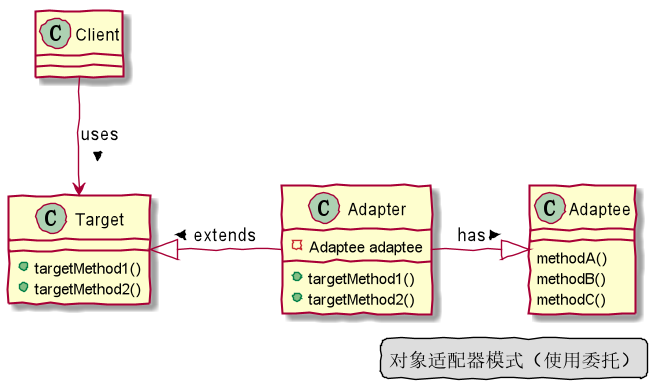 C Client
uses
C Target
targetMethod1()
targetMethod2()
extends
C Adapter
Adaptee adaptee
targetMethod1()
targetMethod2()
has
C Adaptee
methodA()
methodB()
methodC()
对象适配器模式（使用委托）